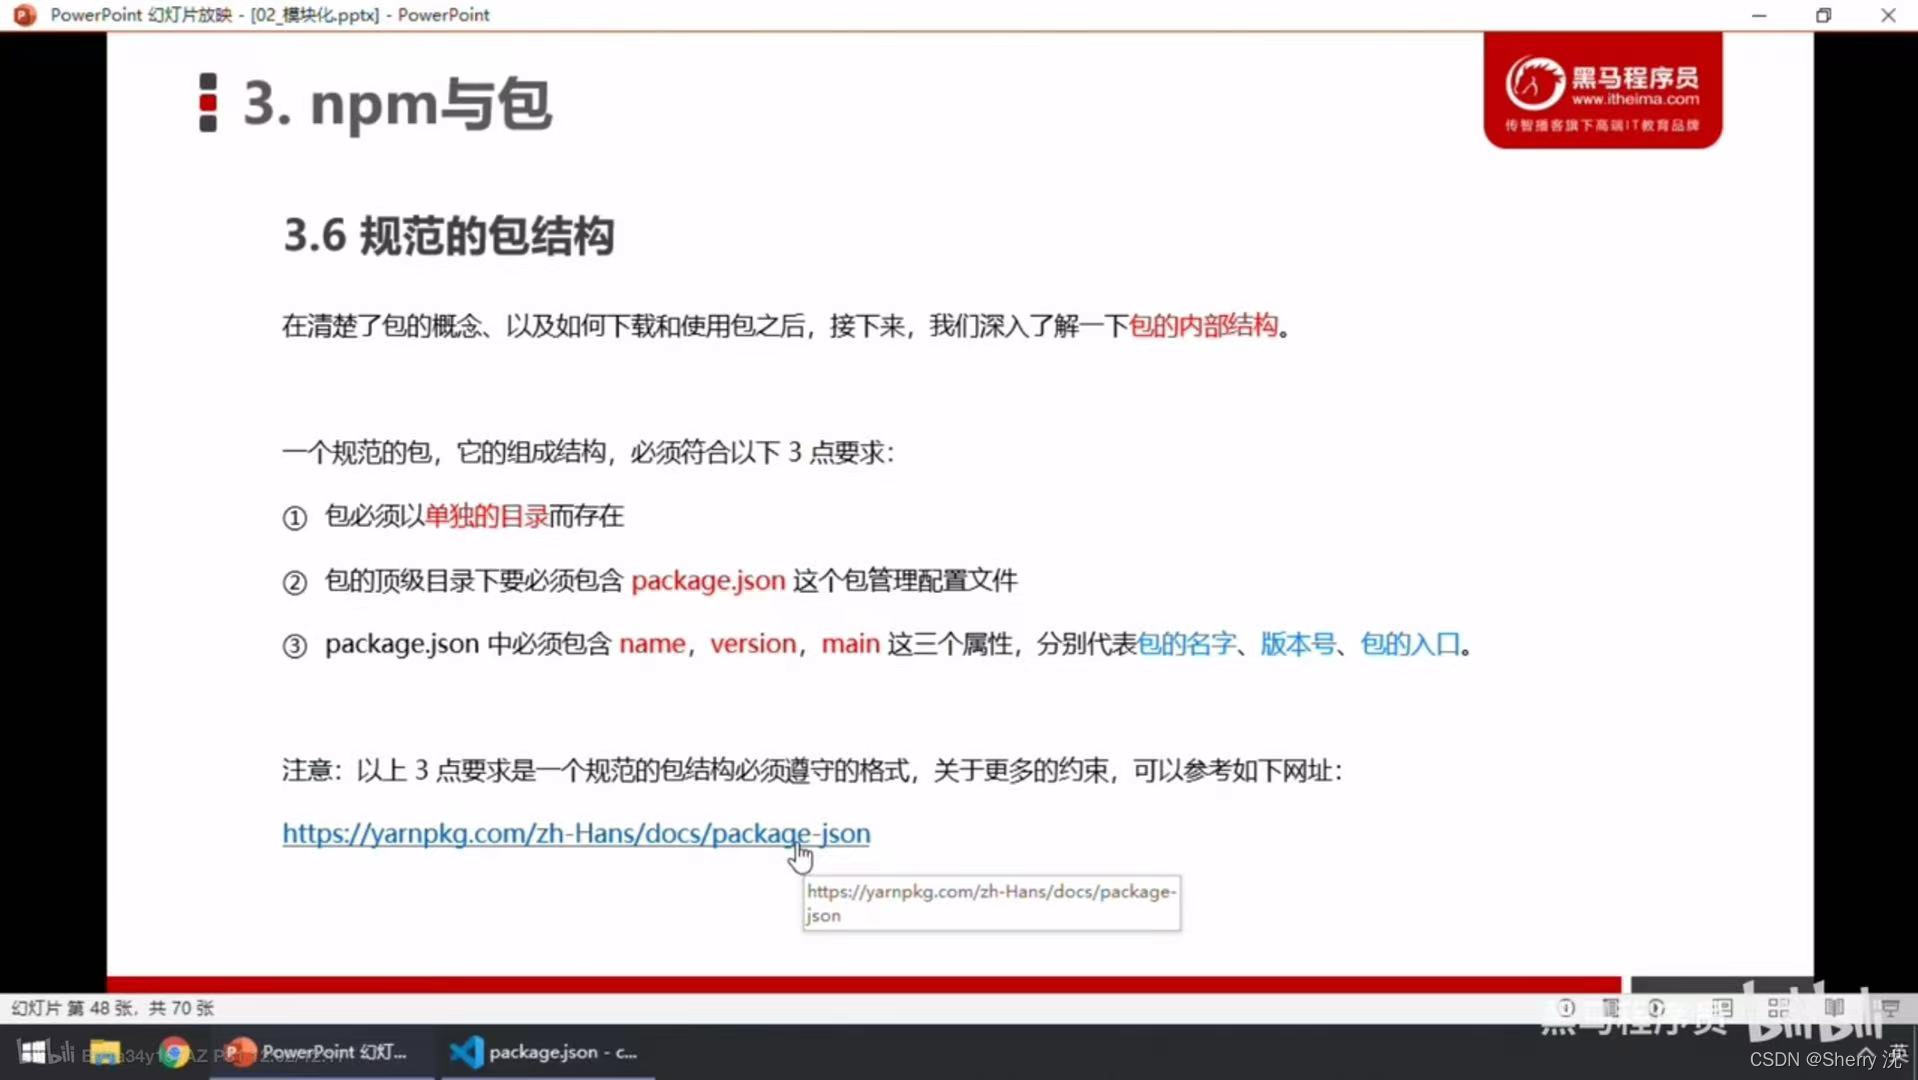 PowerPoint 幻灯片放映 - [02_模块化.pptx] - PowerPoint
3. npm与包
黑马程序员
www.itheima.com
传智播客旗下高端IT教育品牌
3.6 规范的包结构
在清楚了包的概念、以及如何下载和使用包之后，接下来，我们深入了解一下包的内部结构。
一个规范的包，它的组成结构，必须符合以下 3 点要求：
① 包必须以单独的目录而存在
② 包的顶级目录下要必须包含 package.json 这个包管理配置文件
③ package.json 中必须包含 name，version，main 这三个属性，分别代表包的名字、版本号、包的入口。
注意：以上 3 点要求是一个规范的包结构必须遵守的格式，关于更多的约束，可以参考如下网址：
https://yarnpkg.com/zh-Hans/docs/package-json
https://yarnpkg.com/zh-Hans/docs/package-
json
幻灯片 第 48 张，共 70 张
黑马程序员 bilibili
PowerPoint 幻灯...
package.json - c...
英
CSDN @Sherry 沈